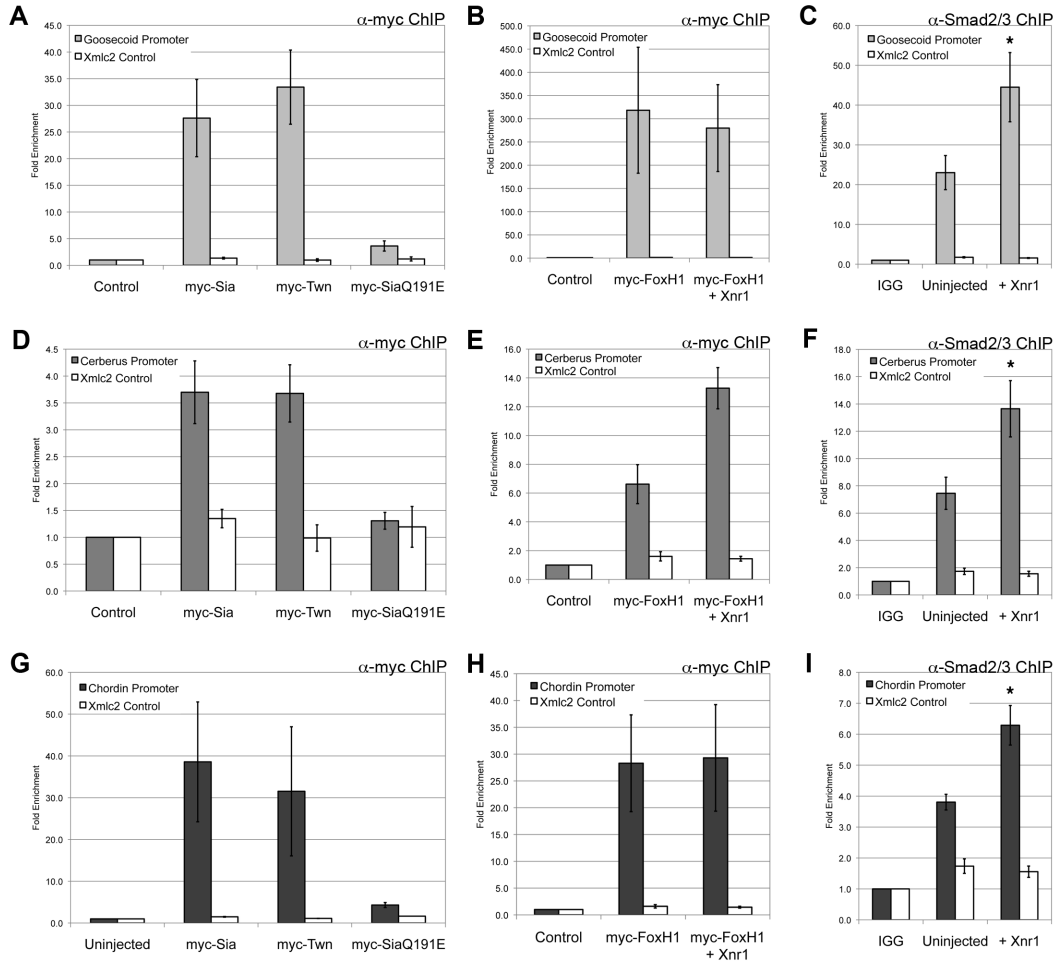 A
α-myc ChIP
Goosecoid Promoter
Xmlc2 Control
Fold Enrichment
45.0
40.0
35.0
30.0
25.0
20.0
15.0
10.0
5.0
0.0
Control myc-Sia myc-Twn myc-SiaQ191E
B
α-myc ChIP
Goosecoid Promoter
Xmlc2 Control
Fold Enrichment
500.0
450.0
400.0
350.0
300.0
250.0
200.0
150.0
100.0
50.0
0.0
Control myc-FoxH1 myc-FoxH1
+ Xnr1
C
α-Smad2/3 ChIP
Goosecoid Promoter
Xmlc2 Control
*
Fold Enrichment
60.0
50.0
40.0
30.0
20.0
10.0
0.0
IGG Uninjected + Xnr1
D
α-myc ChIP
Cerberus Promoter
Xmlc2 Control
Fold Enrichment
4.5
4.0
3.5
3.0
2.5
2.0
1.5
1.0
0.5
0.0
Control myc-Sia myc-Twn myc-SiaQ191E
E
α-myc ChIP
Cerberus Promoter
Xmlc2 Control
Fold Enrichment
16.0
14.0
12.0
10.0
8.0
6.0
4.0
2.0
0.0
Control myc-FoxH1 myc-FoxH1
+ Xnr1
F
α-Smad2/3 ChIP
Cerberus Promoter
Xmlc2 Control
*
Fold Enrichment
18.0
16.0
14.0
12.0
10.0
8.0
6.0
4.0
2.0
0.0
IGG Uninjected + Xnr1
G
α-myc ChIP
Chordin Promoter
Xmlc2 Control
Fold Enrichment
60.0
50.0
40.0
30.0
20.0
10.0
0.0
Uninjected myc-Sia myc-Twn myc-SiaQ191E
H
α-myc ChIP
Chordin Promoter
Xmlc2 Control
Fold Enrichment
45.0
40.0
35.0
30.0
25.0
20.0
15.0
10.0
5.0
0.0
Control myc-FoxH1 myc-FoxH1
+ Xnr1
I
α-Smad2/3 ChIP
Chordin Promoter
Xmlc2 Control
*
Fold Enrichment
8.0
7.0
6.0
5.0
4.0
3.0
2.0
1.0
0.0
IGG Uninjected + Xnr1